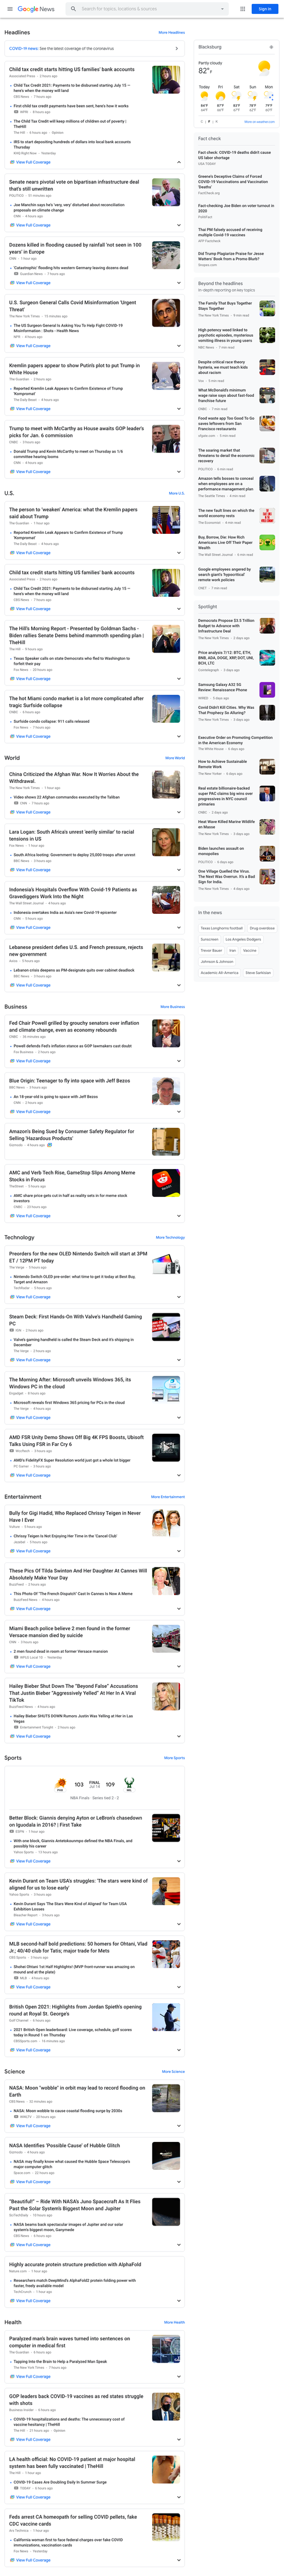 Google News
Search for topics, locations & sources
Sign in
Headlines
More Headlines
COVID-19 news: See the latest coverage of the coronavirus
Child tax credit starts hitting US families' bank accounts
Child Tax Credit 2021: Payments to be disbursed starting July 15 —
here's when the money will land
First child tax credit payments have been sent, here's how it works
The Child Tax Credit will keep millions of children out of poverty |
TheHill
IRS to start depositing hundreds of dollars into local bank accounts
Thursday
View Full Coverage
Senate nears pivotal vote on bipartisan infrastructure deal
that's still unwritten
Joe Manchin says he's 'very, very' disturbed about reconciliation
proposals on climate change
View Full Coverage
Dozens killed in flooding caused by rainfall 'not seen in 100
years' in Europe
'Catastrophic' flooding hits western Germany leaving dozens dead
View Full Coverage
U.S. Surgeon General Calls Covid Misinformation 'Urgent
Threat'
The US Surgeon General Is Asking You To Help Fight COVID-19
Misinformation - Shots - Health News
View Full Coverage
Kremlin papers appear to show Putin's plot to put Trump in
White House
Reported Kremlin Leak Appears to Confirm Existence of Trump
'Kompromat'
View Full Coverage
Trump to meet with McCarthy as House awaits GOP leader's
picks for Jan. 6 commission
Donald Trump and Kevin McCarthy to meet on Thursday as 1/6
committee hearing looms
View Full Coverage
U.S.
More U.S.
The person to 'weaken' America: what the Kremlin papers
said about Trump
Reported Kremlin Leak Appears to Confirm Existence of Trump
'Kompromat'
View Full Coverage
Child tax credit starts hitting US families' bank accounts
Child Tax Credit 2021: Payments to be disbursed starting July 15 —
here's when the money will land
View Full Coverage
The Hill's Morning Report - Presented by Goldman Sachs -
Biden rallies Senate Dems behind mammoth spending plan |
TheHill
Texas Speaker calls on state Democrats who fled to Washington to
forfeit their pay
View Full Coverage
The hot Miami condo market is a lot more complicated after
tragic Surfside collapse
Surfside condo collapse: 911 calls released
View Full Coverage
World
More World
China Criticized the Afghan War. Now It Worries About the
Withdrawal.
Video shows 22 Afghan commandos executed by the Taliban
View Full Coverage
Lara Logan: South Africa's unrest 'eerily similar' to racial
tensions in US
South Africa looting: Government to deploy 25,000 troops after unrest
View Full Coverage
Indonesia's Hospitals Overflow With Covid-19 Patients as
Gravediggers Work Into the Night
Indonesia overtakes India as Asia's new Covid-19 epicenter
View Full Coverage
Lebanese president defies U.S. and French pressure, rejects
new government
Lebanon crisis deepens as PM-designate quits over cabinet deadlock
View Full Coverage
Business
More Business
Fed Chair Powell grilled by grouchy senators over inflation
and climate change, even as economy rebounds
Powell defends Fed's inflation stance as GOP lawmakers cast doubt
View Full Coverage
Blue Origin: Teenager to fly into space with Jeff Bezos
An 18-year-old is going to space with Jeff Bezos
View Full Coverage
Amazon's Being Sued by Consumer Safety Regulator for
Selling 'Hazardous Products'
AMC and Verb Tech Rise, GameStop Slips Among Meme
Stocks in Focus
AMC share price gets cut in half as reality sets in for meme stock
investors
View Full Coverage
Technology
More Technology
Preorders for the new OLED Nintendo Switch will start at 3PM
ET / 12PM PT today
Nintendo Switch OLED pre-order: what time to get it today at Best Buy,
Target and Amazon
View Full Coverage
Steam Deck: First Hands-On With Valve's Handheld Gaming
PC
Valve's gaming handheld is called the Steam Deck and it's shipping in
December
View Full Coverage
The Morning After: Microsoft unveils Windows 365, its
Windows PC in the cloud
Microsoft reveals first Windows 365 pricing for PCs in the cloud
View Full Coverage
AMD FSR Unity Demo Shows Off Big 4K FPS Boosts, Ubisoft
Talks Using FSR in Far Cry 6
AMD's FidelityFX Super Resolution world just got a whole lot bigger
View Full Coverage
Entertainment
More Entertainment
Bully for Gigi Hadid, Who Replaced Chrissy Teigen in Never
Have I Ever
Chrissy Teigen Is Not Enjoying Her Time in the 'Cancel Club'
View Full Coverage
These Pics Of Tilda Swinton And Her Daughter At Cannes Will
Absolutely Make Your Day
This Photo Of "The French Dispatch" Cast In Cannes Is Now A Meme
View Full Coverage
Miami Beach police believe 2 men found in the former
Versace mansion died by suicide
2 men found dead in room at former Versace mansion
View Full Coverage
Hailey Bieber Shut Down The "Beyond False" Accusations
That Justin Bieber "Aggressively Yelled" At Her In A Viral
TikTok
Hailey Bieber SHUTS DOWN Rumors Justin Was Yelling at Her in Las
Vegas
View Full Coverage
Sports
More Sports
103
FINAL
109
NBA Finals · Series tied 2 - 2
Better Block: Giannis denying Ayton or LeBron's chasedown
on Iguodala in 2016? | First Take
With one block, Giannis Antetokounmpo defined the NBA Finals, and
possibly his career
View Full Coverage
Kevin Durant on Team USA's struggles: 'The stars were kind of
aligned for us to lose early'
Kevin Durant Says 'The Stars Were Kind of Aligned' for Team USA
Exhibition Losses
View Full Coverage
MLB second-half bold predictions: 50 homers for Ohtani, Vlad
Jr.; 40/40 club for Tatis; major trade for Mets
Shohei Ohtani 1st Half Highlights! (MVP front-runner was amazing on
mound and at the plate)
View Full Coverage
British Open 2021: Highlights from Jordan Spieth's opening
round at Royal St. George's
2021 British Open leaderboard: Live coverage, schedule, golf scores
today in Round 1 on Thursday
View Full Coverage
Science
More Science
NASA: Moon "wobble" in orbit may lead to record flooding on
Earth
NASA: Moon wobble to cause coastal flooding surge by 2030s
View Full Coverage
NASA Identifies 'Possible Cause' of Hubble Glitch
NASA may finally know what caused the Hubble Space Telescope's
major computer glitch
View Full Coverage
"Beautiful!" – Ride With NASA's Juno Spacecraft As It Flies
Past the Solar System's Biggest Moon and Jupiter
NASA beams back spectacular images of Jupiter and our solar
system's biggest moon, Ganymede
View Full Coverage
Highly accurate protein structure prediction with AlphaFold
Researchers match DeepMind's AlphaFold2 protein folding power with
faster, freely available model
View Full Coverage
Health
More Health
Paralyzed man's brain waves turned into sentences on
computer in medical first
Tapping Into the Brain to Help a Paralyzed Man Speak
View Full Coverage
GOP leaders back COVID-19 vaccines as red states struggle
with shots
COVID-19 hospitalizations and deaths: The unnecessary cost of
vaccine hesitancy | TheHill
View Full Coverage
LA health official: No COVID-19 patient at major hospital
system has been fully vaccinated | TheHill
COVID-19 Cases Are Doubling Daily In Summer Surge
View Full Coverage
Feds arrest CA homeopath for selling COVID pellets, fake
CDC vaccine cards
California woman first to face federal charges over fake COVID
immunizations, vaccination cards
View Full Coverage
Blacksburg
Partly cloudy
82°F
Today Fri Sat Sun Mon
More on weather.com
Fact check
Fact check: COVID-19 deaths didn't cause
US labor shortage
Greene's Deceptive Claims of Forced
COVID-19 Vaccinations and Vaccination
'Deaths'
Fact-checking Joe Biden on voter turnout in
2020
Thai PM falsely accused of receiving
multiple Covid-19 vaccines
Did Trump Plagiarize Praise for Jesse
Watters' Book from a Promo Blurb?
Beyond the headlines
In-depth reporting on key topics
The Family That Buys Together
Stays Together
High potency weed linked to
psychotic episodes, mysterious
vomiting illness in young users
Despite critical race theory
hysteria, we must teach kids
about racism
What McDonald's minimum
wage raise says about fast-food
franchise future
Food waste app Too Good To Go
saves leftovers from San
Francisco restaurants
The soaring market that
threatens to derail the economic
recovery
Amazon tells bosses to conceal
when employees are on a
performance management plan
The new fault lines on which the
world economy rests
Buy, Borrow, Die: How Rich
Americans Live Off Their Paper
Wealth
Google employees angered by
search giant's 'hypocritical'
remote work policies
Spotlight
Democrats Propose $3.5 Trillion
Budget to Advance with
Infrastructure Deal
Price analysis 7/12: BTC, ETH,
BNB, ADA, DOGE, XRP, DOT, UNI,
BCH, LTC
Samsung Galaxy A32 5G
Review: Renaissance Phone
Could Didn't Kill Cities. Why Was
That Prophecy So Alluring?
Executive Order on Promoting Competition
in the American Economy
How to Achieve Sustainable
Remote Work
Real estate billionaire-backed
super PAC claims big wins over
progressives in NYC council
primaries
Heat Wave Killed Marine Wildlife
en Masse
Biden launches assault on
monopolies
One Village Quelled the Virus.
The Next Was Overrun. It's a Bad
Sign for India.
In the news
Texas Longhorns football
Drug overdose
Sunscreen
Los Angeles Dodgers
Trevor Bauer
Iran
Vaccine
Johnson & Johnson
Academic All-America
Steve Sarkisian